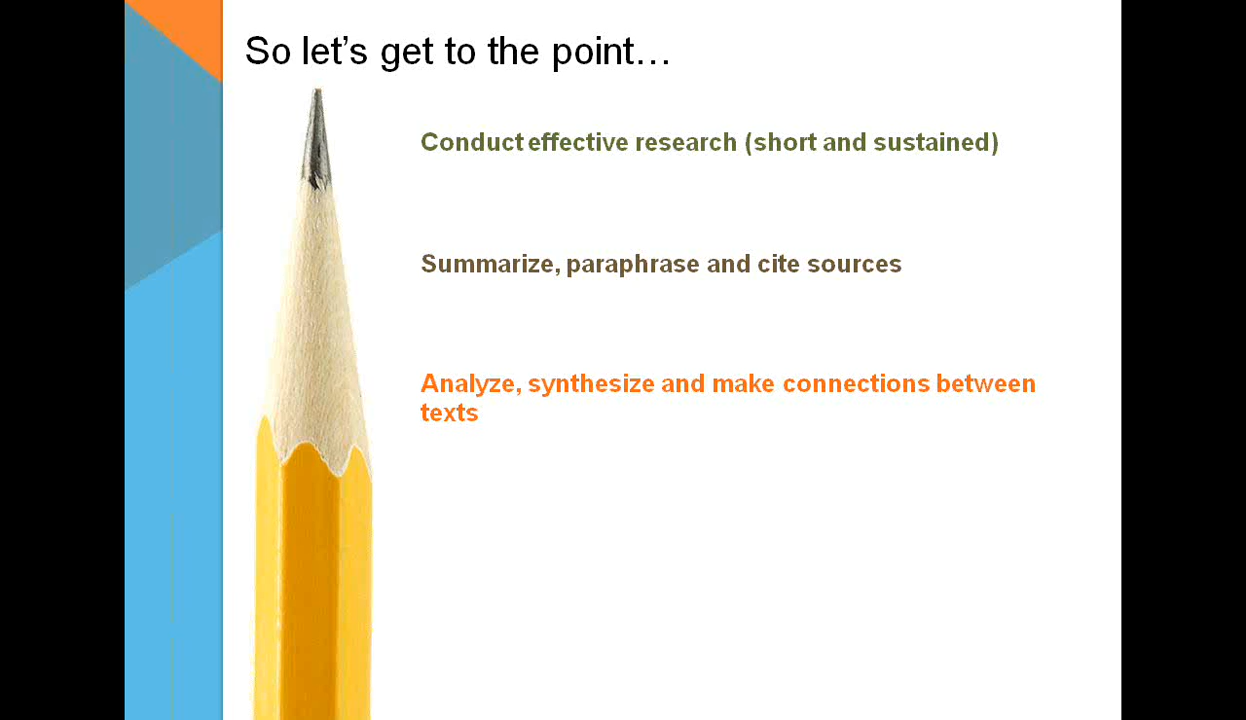 So let's get to the point…
Conduct effective research (short and sustained)
Summarize, paraphrase and cite sources
Analyze, synthesize and make connections between
texts